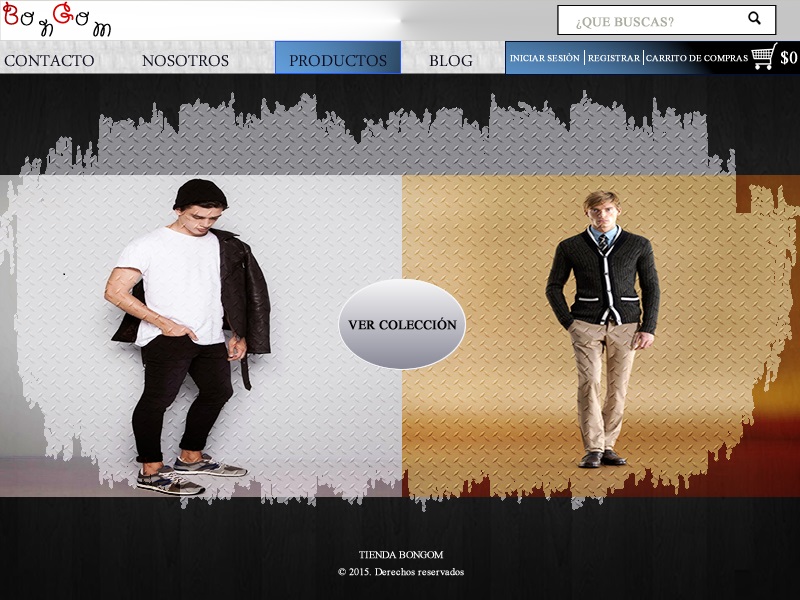 BonGom
¿QUE BUSCAS?
CONTACTO NOSOTROS PRODUCTOS BLOG INICIAR SESIÓN REGISTRAR CARRITO DE COMPRAS $0
VER COLECCIÓN
TIENDA BONGOM
© 2015. Derechos reservados